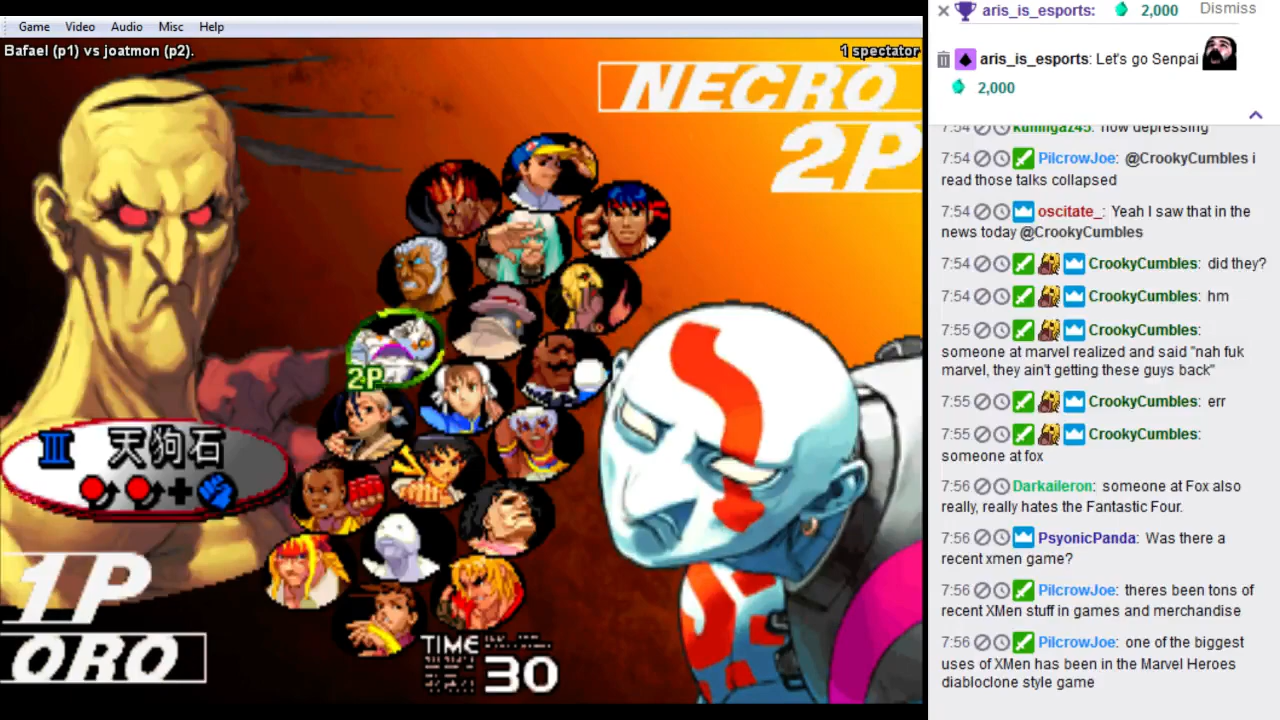 Game Video Audio Misc Help
Bafael (p1) vs joatmon (p2).
1 spectator
NECRO
2P
2P
III 天狗石
1P
ORO
TIME
30
aris_is_esports: 2,000 Dismiss
aris_is_esports: Let's go Senpai
2,000
7:54 PilcrowJoe: @CrookyCumbles i
read those talks collapsed
7:54 oscitate_: Yeah I saw that in the
news today @CrookyCumbles
7:54 CrookyCumbles: did they?
7:54 CrookyCumbles: hm
7:55 CrookyCumbles:
someone at marvel realized and said "nah fuk
marvel, they ain't getting these guys back"
7:55 CrookyCumbles: err
7:55 CrookyCumbles:
someone at fox
7:56 Darkaileron: someone at Fox also
really, really hates the Fantastic Four.
7:56 PsyonicPanda: Was there a
recent xmen game?
7:56 PilcrowJoe: theres been tons of
recent XMen stuff in games and merchandise
7:56 PilcrowJoe: one of the biggest
uses of XMen has been in the Marvel Heroes
diabloclone style game